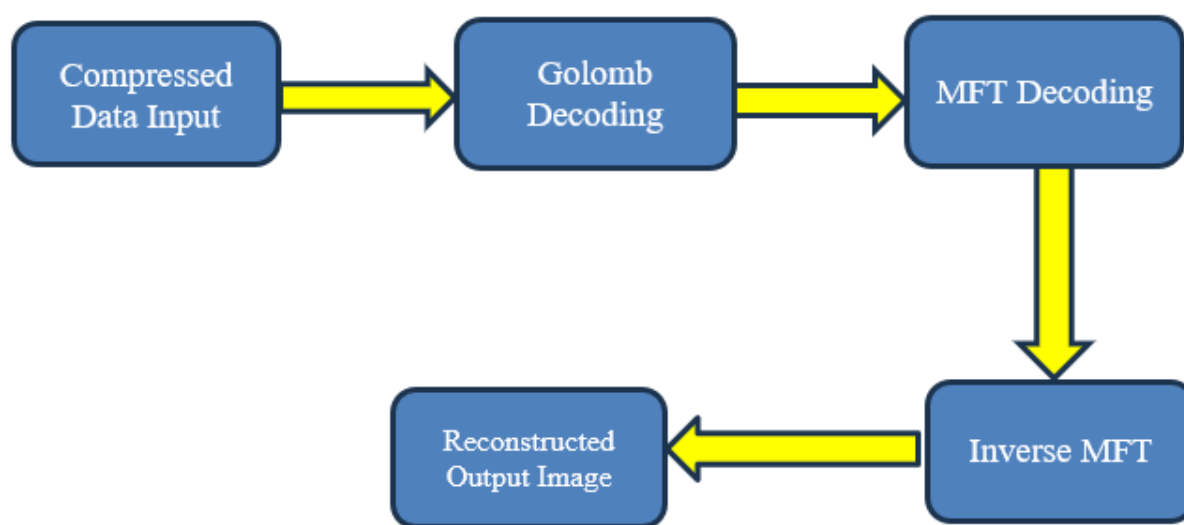 Compressed
Data Input
Golomb
Decoding
MFT Decoding
Inverse MFT
Reconstructed
Output Image